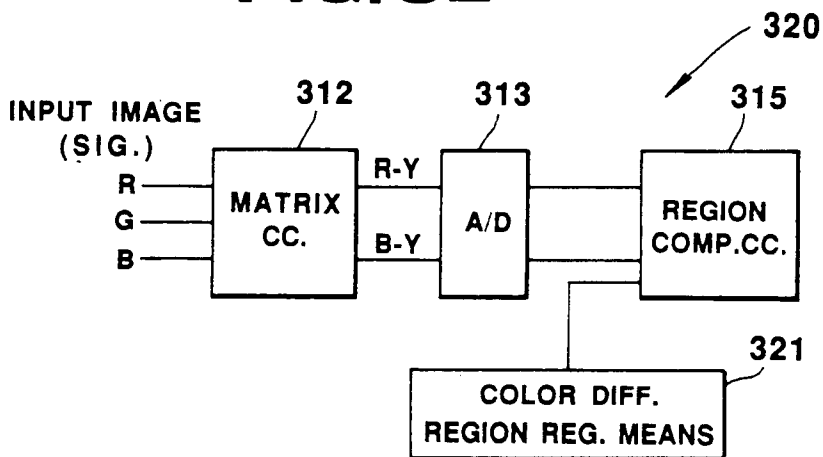 320
312
313
315
INPUT IMAGE
(SIG.)
R
G
B
MATRIX
CC.
R-Y
B-Y
A/D
REGION
COMP.CC.
321
COLOR DIFF.
REGION REG. MEANS